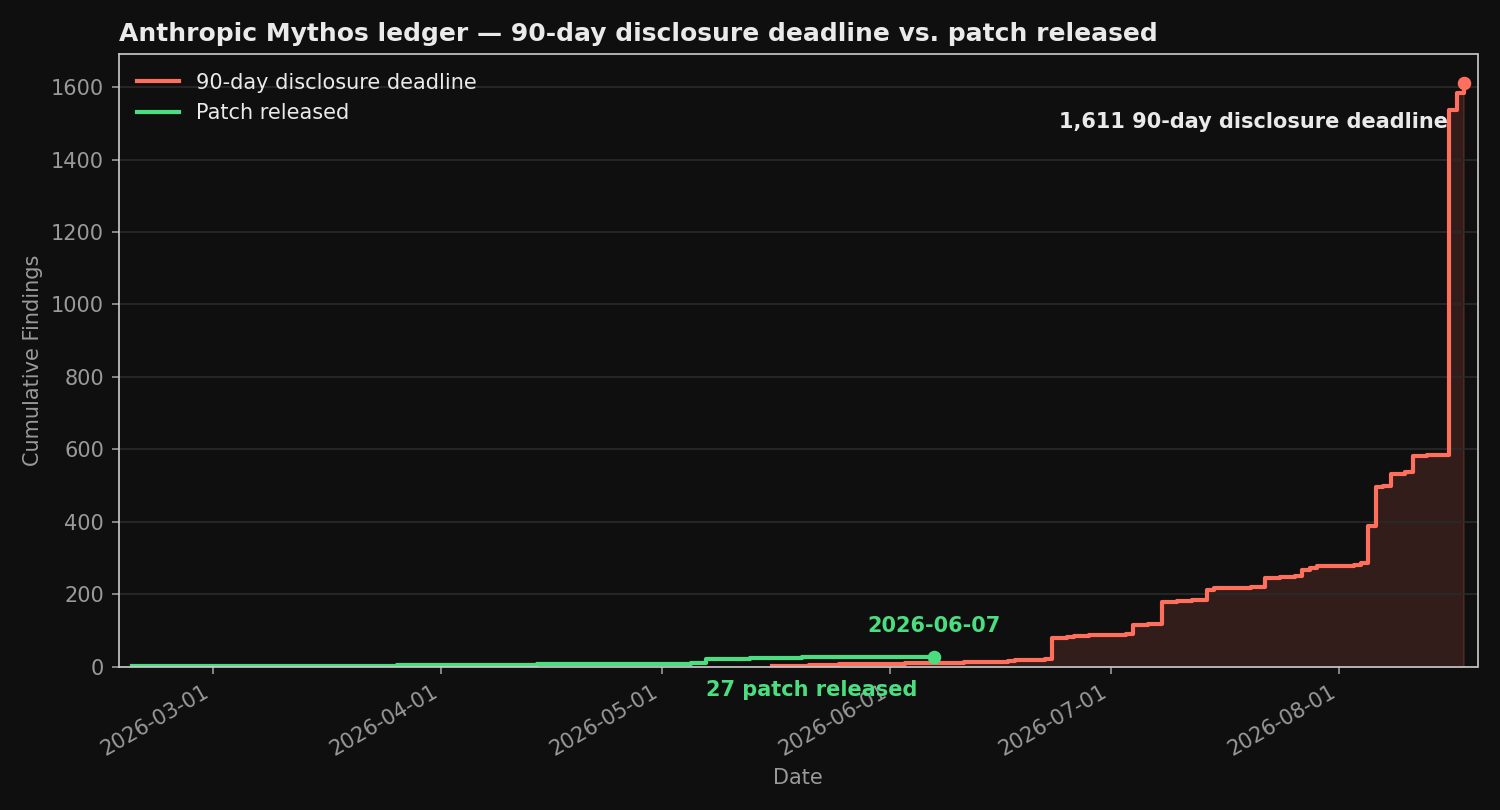 Anthropic Mythos ledger — 90-day disclosure deadline vs. patch released
90-day disclosure deadline
Patch released
1600
1,611 90-day disclosure deadline
1400
1200
1000
800
600
400
200
0
Cumulative Findings
2026-06-07
27 patch released
2026-03-01
2026-04-01
2026-05-01
2026-06-01
2026-07-01
2026-08-01
Date